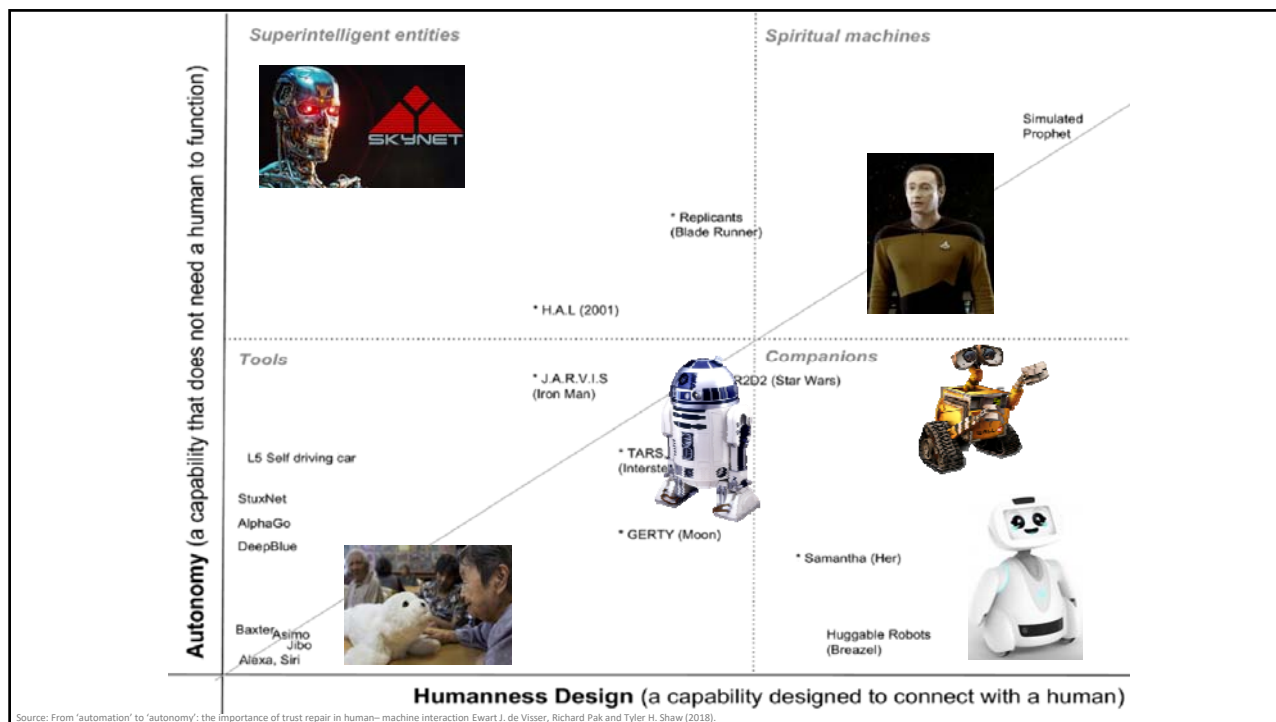 Superintelligent entities
Spiritual machines
SKYNET
Simulated
Prophet
* Replicants
(Blade Runner)
* H.A.L (2001)
Tools
Companions
* J.A.R.V.I.S
(Iron Man)
R2D2 (Star Wars)
L5 Self driving car
* TARS
StuxNet
AlphaGo
DeepBlue
* GERTY (Moon)
* Samantha (Her)
Baxter
Asimo
Jibo
Alexa, Siri
Huggable Robots
(Breazel)
Autonomy (a capability that does not need a human to function)
Humanness Design (a capability designed to connect with a human)
Source: From 'automation' to 'autonomy': the importance of trust repair in human– machine interaction Ewart J. de Visser, Richard Pak and Tyler H. Shaw (2018).